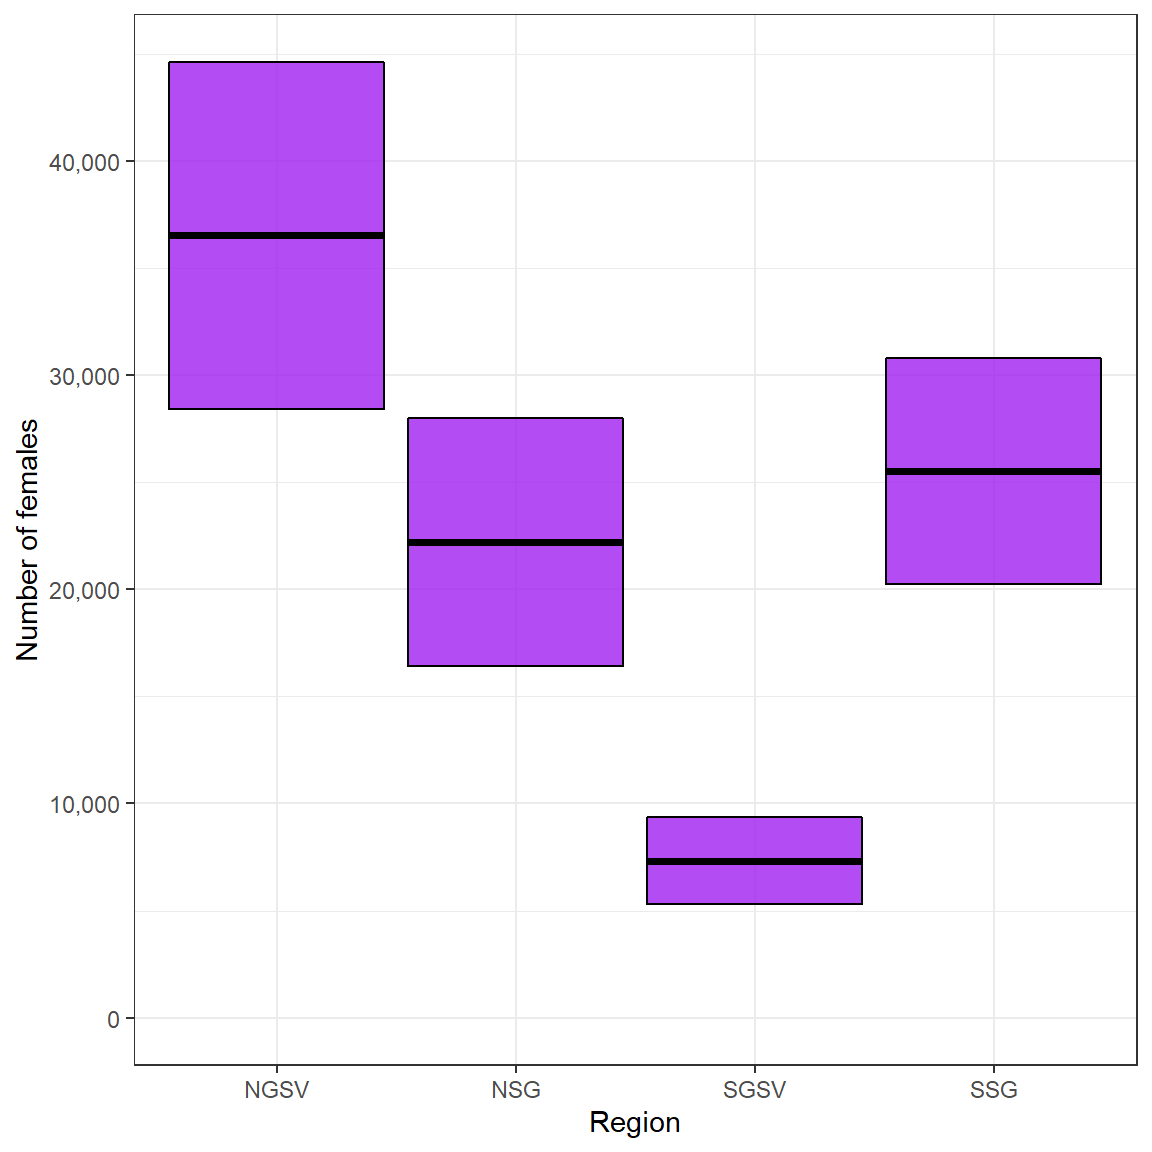 Number of females
40,000
30,000
20,000
10,000
0
NGSV NSG SGSV SSG
Region